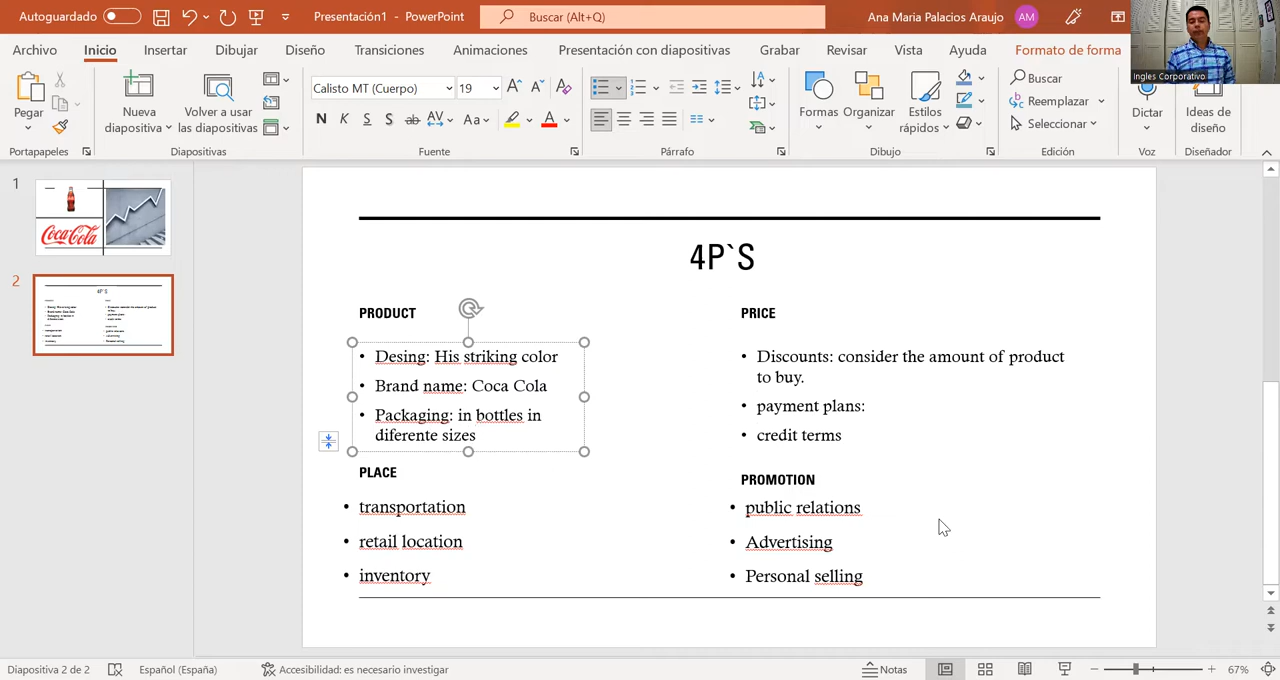 Autoguardado
Presentación1 - PowerPoint
Buscar (Alt+Q)
Ana Maria Palacios Araujo
AM
Archivo
Inicio
Insertar
Dibujar
Diseño
Transiciones
Animaciones
Presentación con diapositivas
Grabar
Revisar
Vista
Ayuda
Formato de forma
Ingles Corporativo
Pegar
Nueva
diapositiva
Volver a usar
las diapositivas
Calisto MT (Cuerpo)
19
N K S S ab AV Aa A
Formas
Organizar
Estilos
rápidos
Buscar
Reemplazar
Seleccionar
Dictar
Ideas de
diseño
Portapapeles
Diapositivas
Fuente
Párrafo
Dibujo
Edición
Voz
Diseñador
1
Coca-Cola
2
4P`S
PRODUCT
• Desing: His striking color
• Brand name: Coca Cola
• Packaging: in bottles in
diferente sizes
PRICE
• Discounts: consider the amount of product
to buy.
• payment plans:
• credit terms
PLACE
• transportation
• retail location
• inventory
PROMOTION
• public relations
• Advertising
• Personal selling
Diapositiva 2 de 2
Español (España)
Accesibilidad: es necesario investigar
Notas
67%